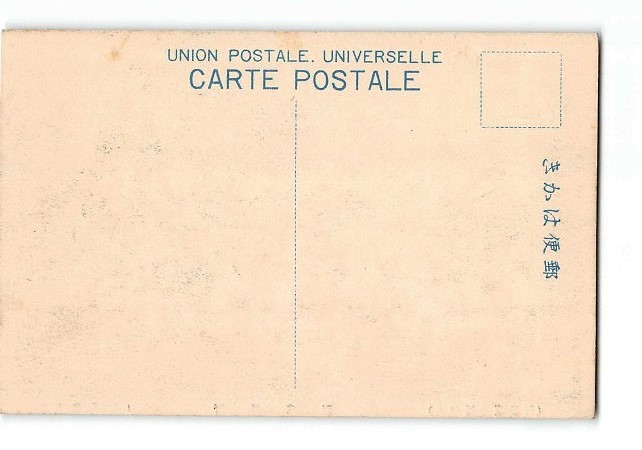 UNION POSTALE. UNIVERSELLE
CARTE POSTALE
きかは便郵